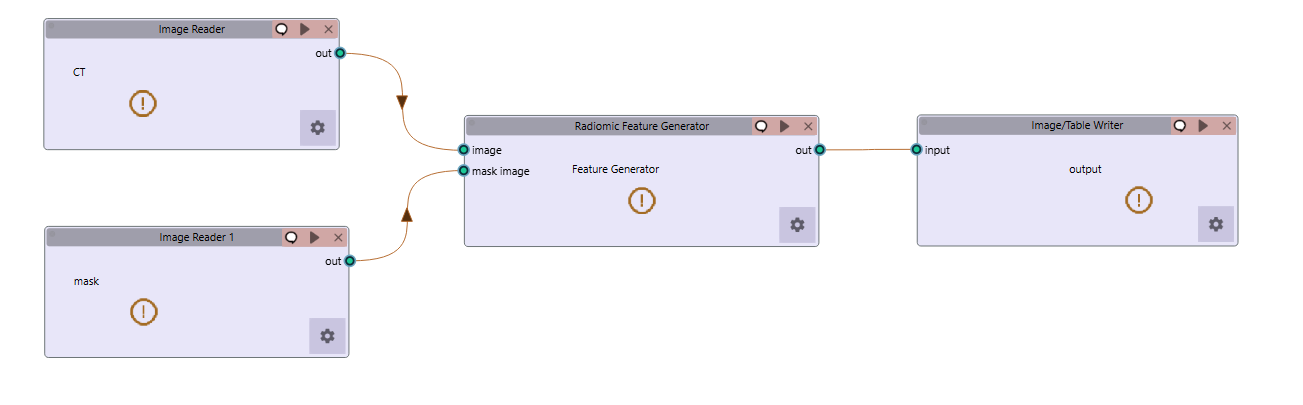 Image Reader
out
CT
Radiomic Feature Generator
image
out
mask image
Feature Generator
Image/Table Writer
input
output
Image Reader 1
out
mask